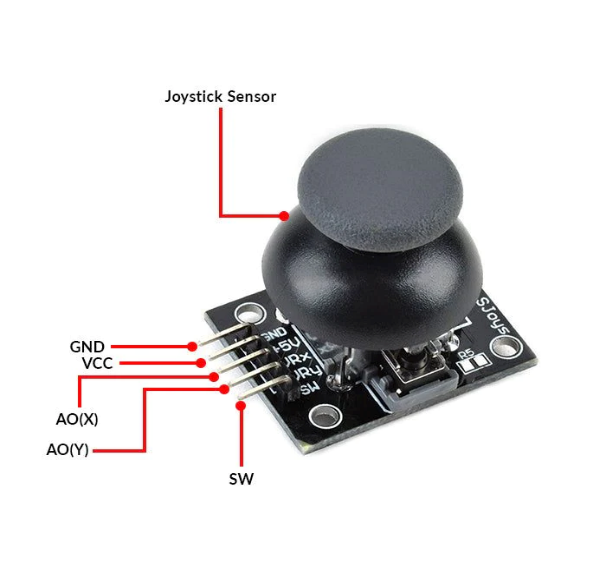 Joystick Sensor
GND
VCC
AO(X)
AO(Y)
SW
GND
+5V
VRx
VRy
SW
SJoys
R5